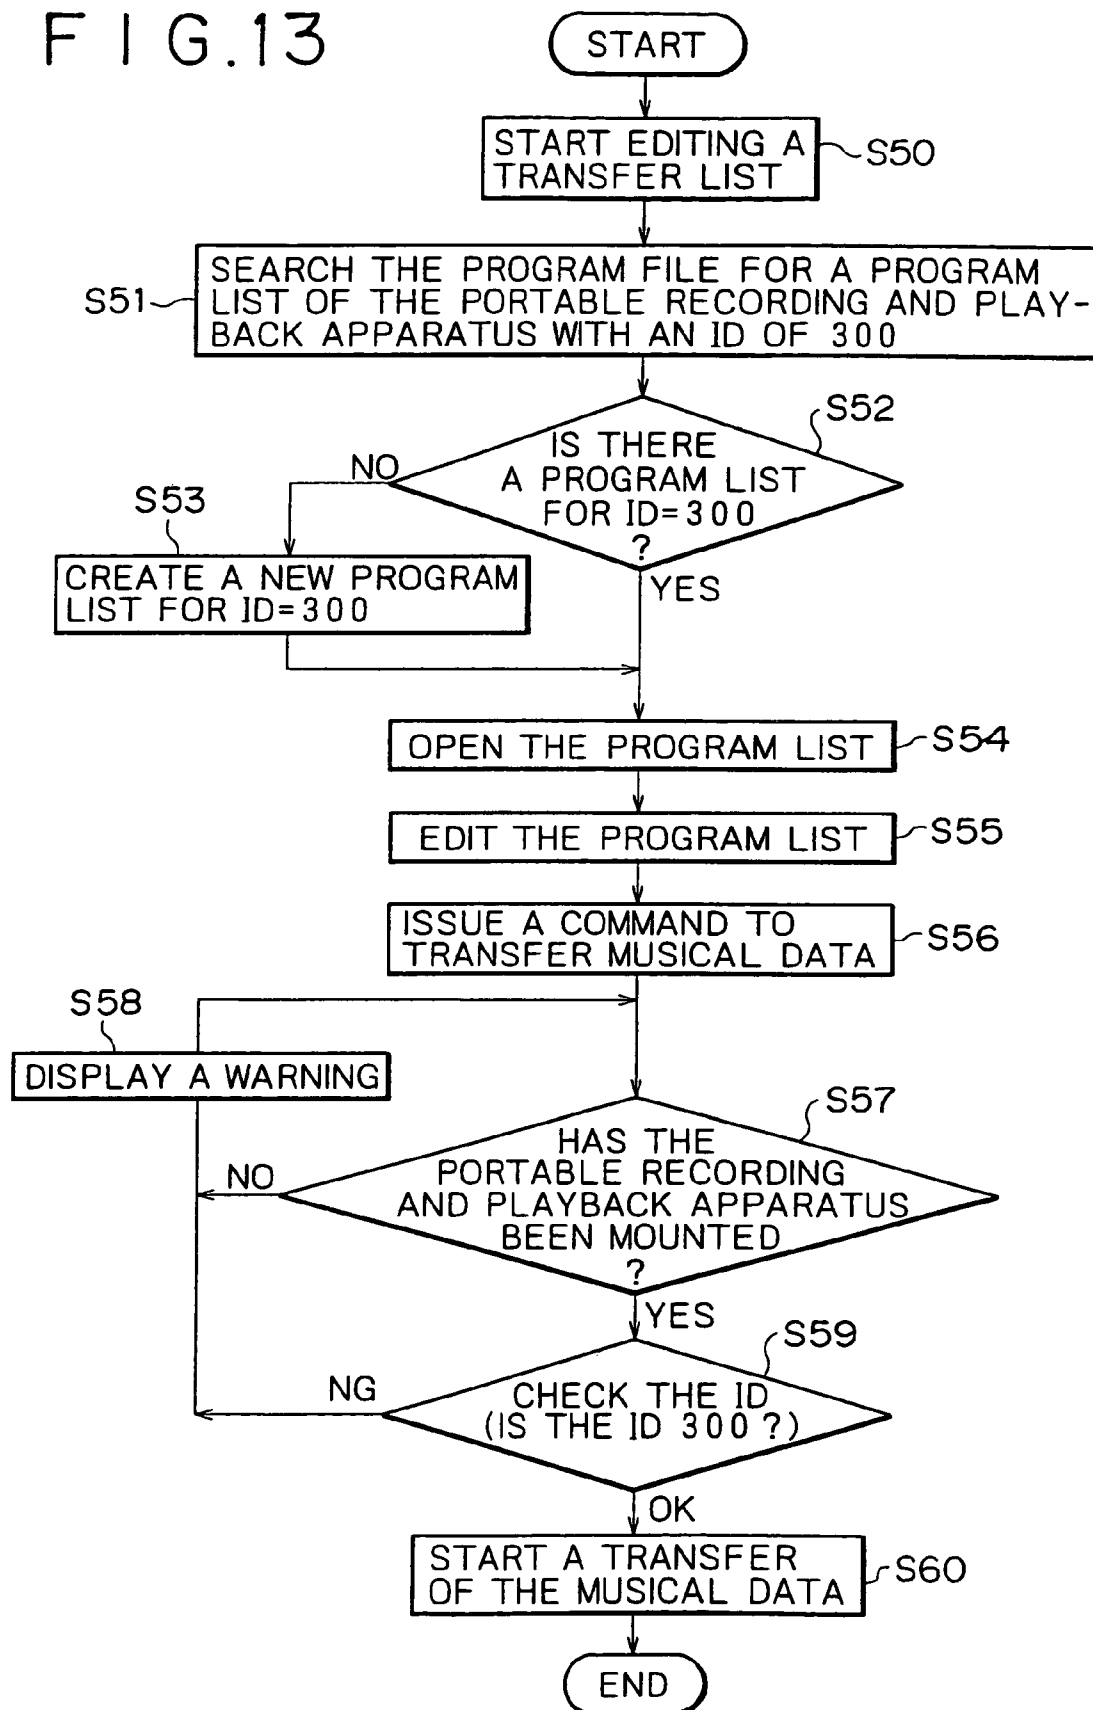 FIG.13
START
START EDITING A
TRANSFER LIST
S50
SEARCH THE PROGRAM FILE FOR A PROGRAM
LIST OF THE PORTABLE RECORDING AND PLAY-
BACK APPARATUS WITH AN ID OF 300
S51
S52
IS THERE
A PROGRAM LIST
FOR ID=300
?
NO
YES
S53
CREATE A NEW PROGRAM
LIST FOR ID=300
OPEN THE PROGRAM LIST
S54
EDIT THE PROGRAM LIST
S55
ISSUE A COMMAND TO
TRANSFER MUSICAL DATA
S56
S58
DISPLAY A WARNING
S57
HAS THE
PORTABLE RECORDING
AND PLAYBACK APPARATUS
BEEN MOUNTED
?
NO
YES
S59
CHECK THE ID
(IS THE ID 300 ?)
NG
OK
START A TRANSFER
OF THE MUSICAL DATA
S60
END